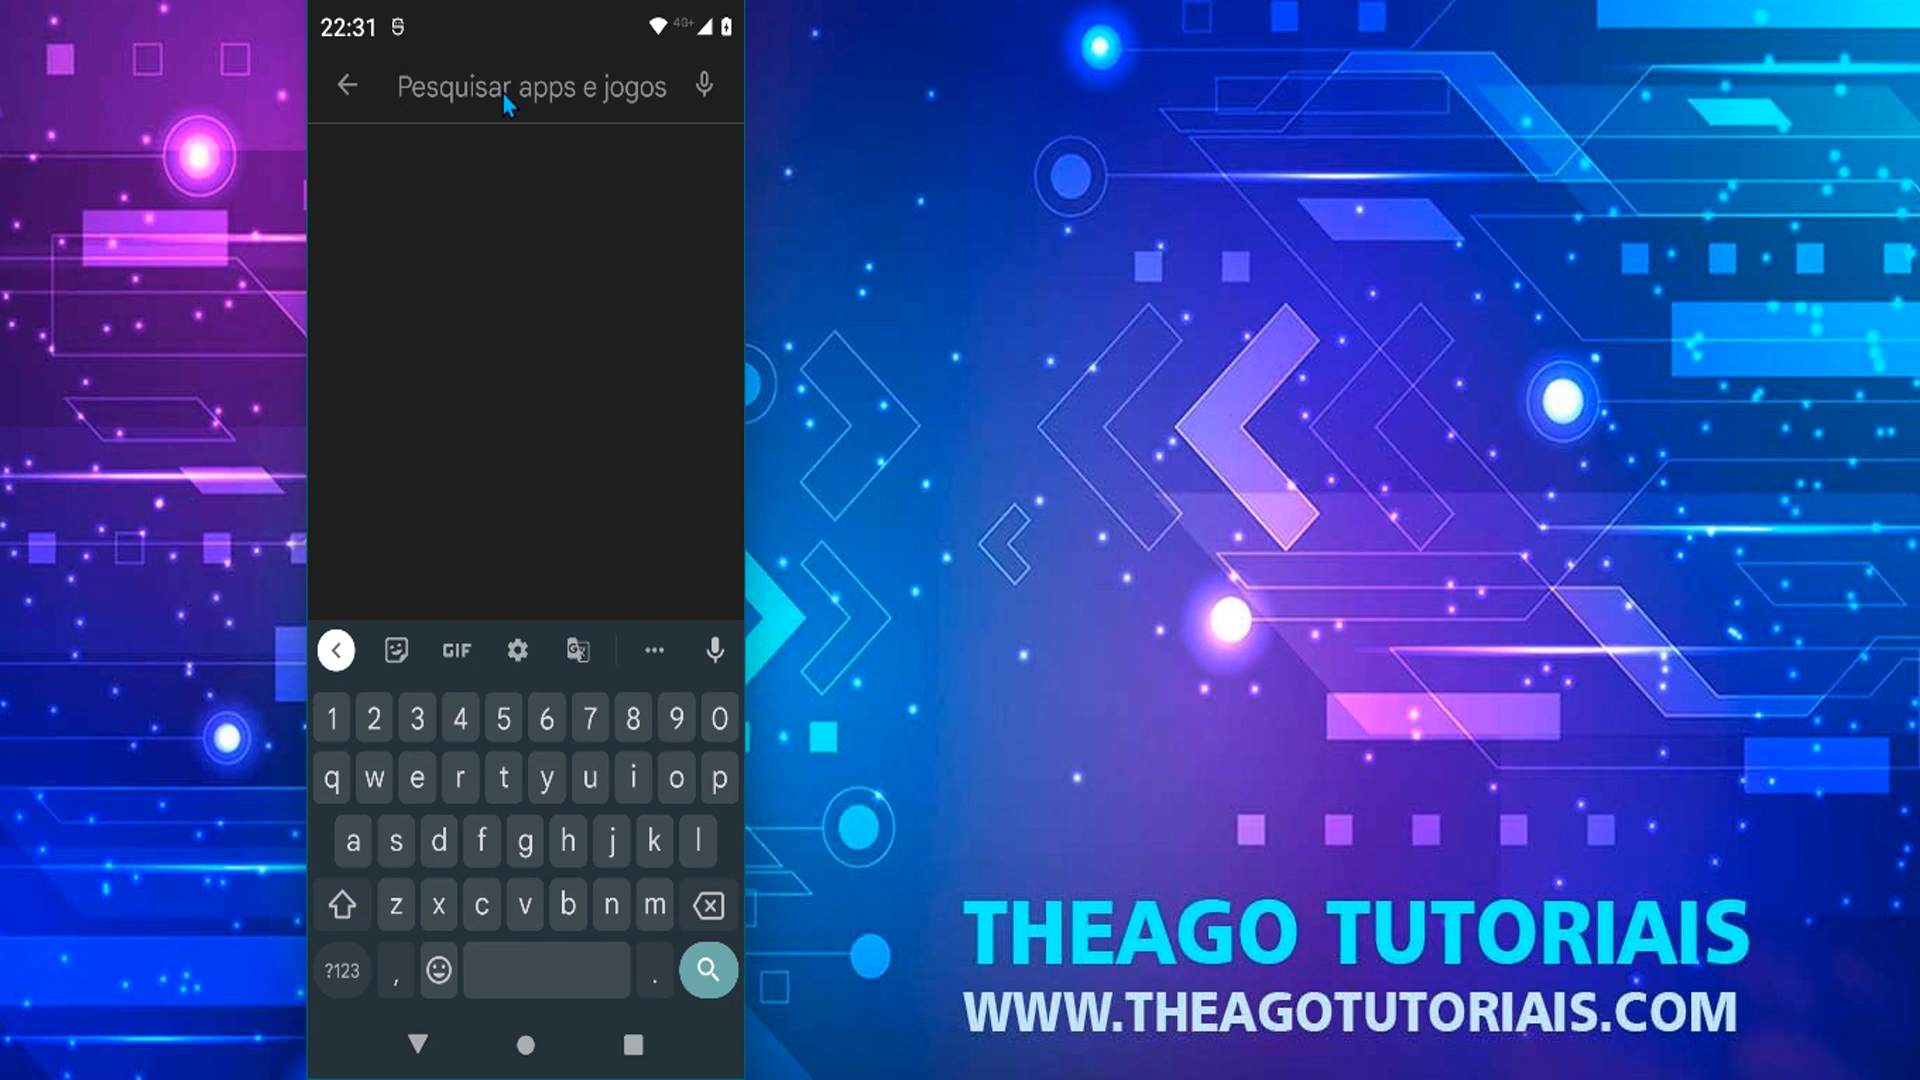 22:31
4G+
Pesquisar apps e jogos
GIF
1 2 3 4 5 6 7 8 9 0
q w e r t y u i o p
a s d f g h j k l
z x c v b n m
?123 , .
THEAGO TUTORIAIS
WWW.THEAGOTUTORIAIS.COM